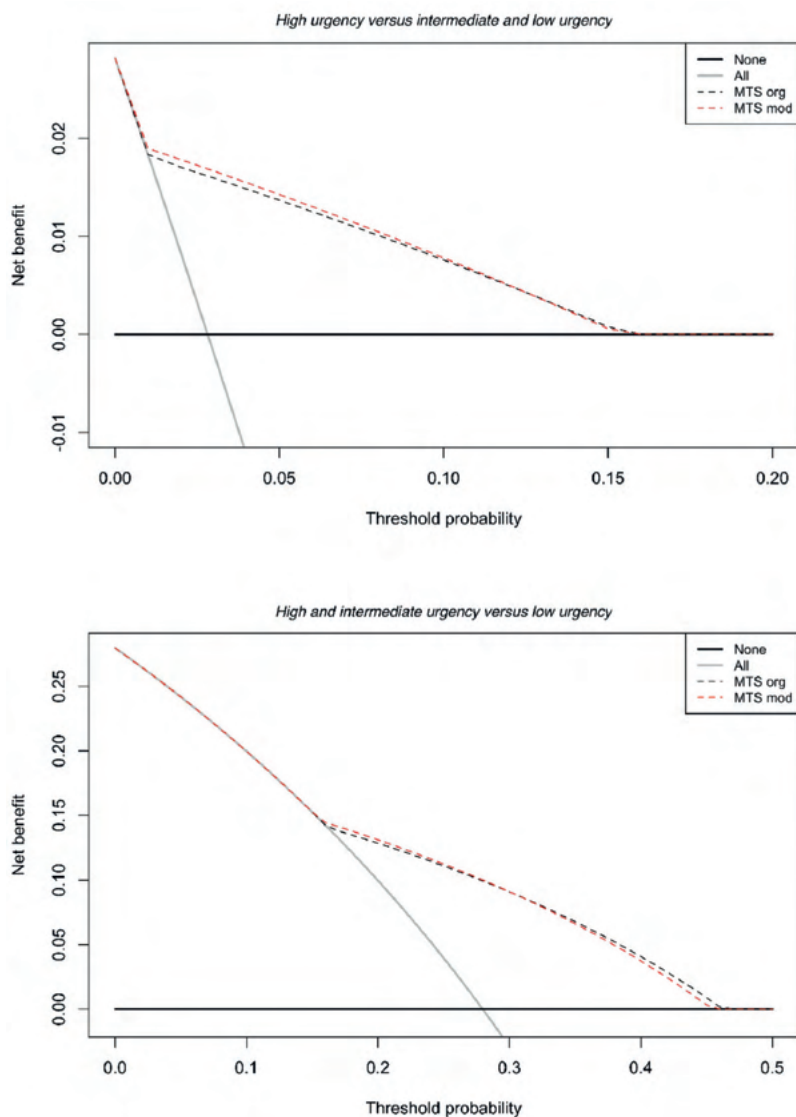 High urgency versus intermediate and low urgency
None
All
MTS org
MTS mod
Net benefit
0.02
0.01
0.00
-0.01
0.00 0.05 0.10 0.15 0.20
Threshold probability
High and intermediate urgency versus low urgency
None
All
MTS org
MTS mod
Net benefit
0.25
0.20
0.15
0.10
0.05
0.00
0.0 0.1 0.2 0.3 0.4 0.5
Threshold probability